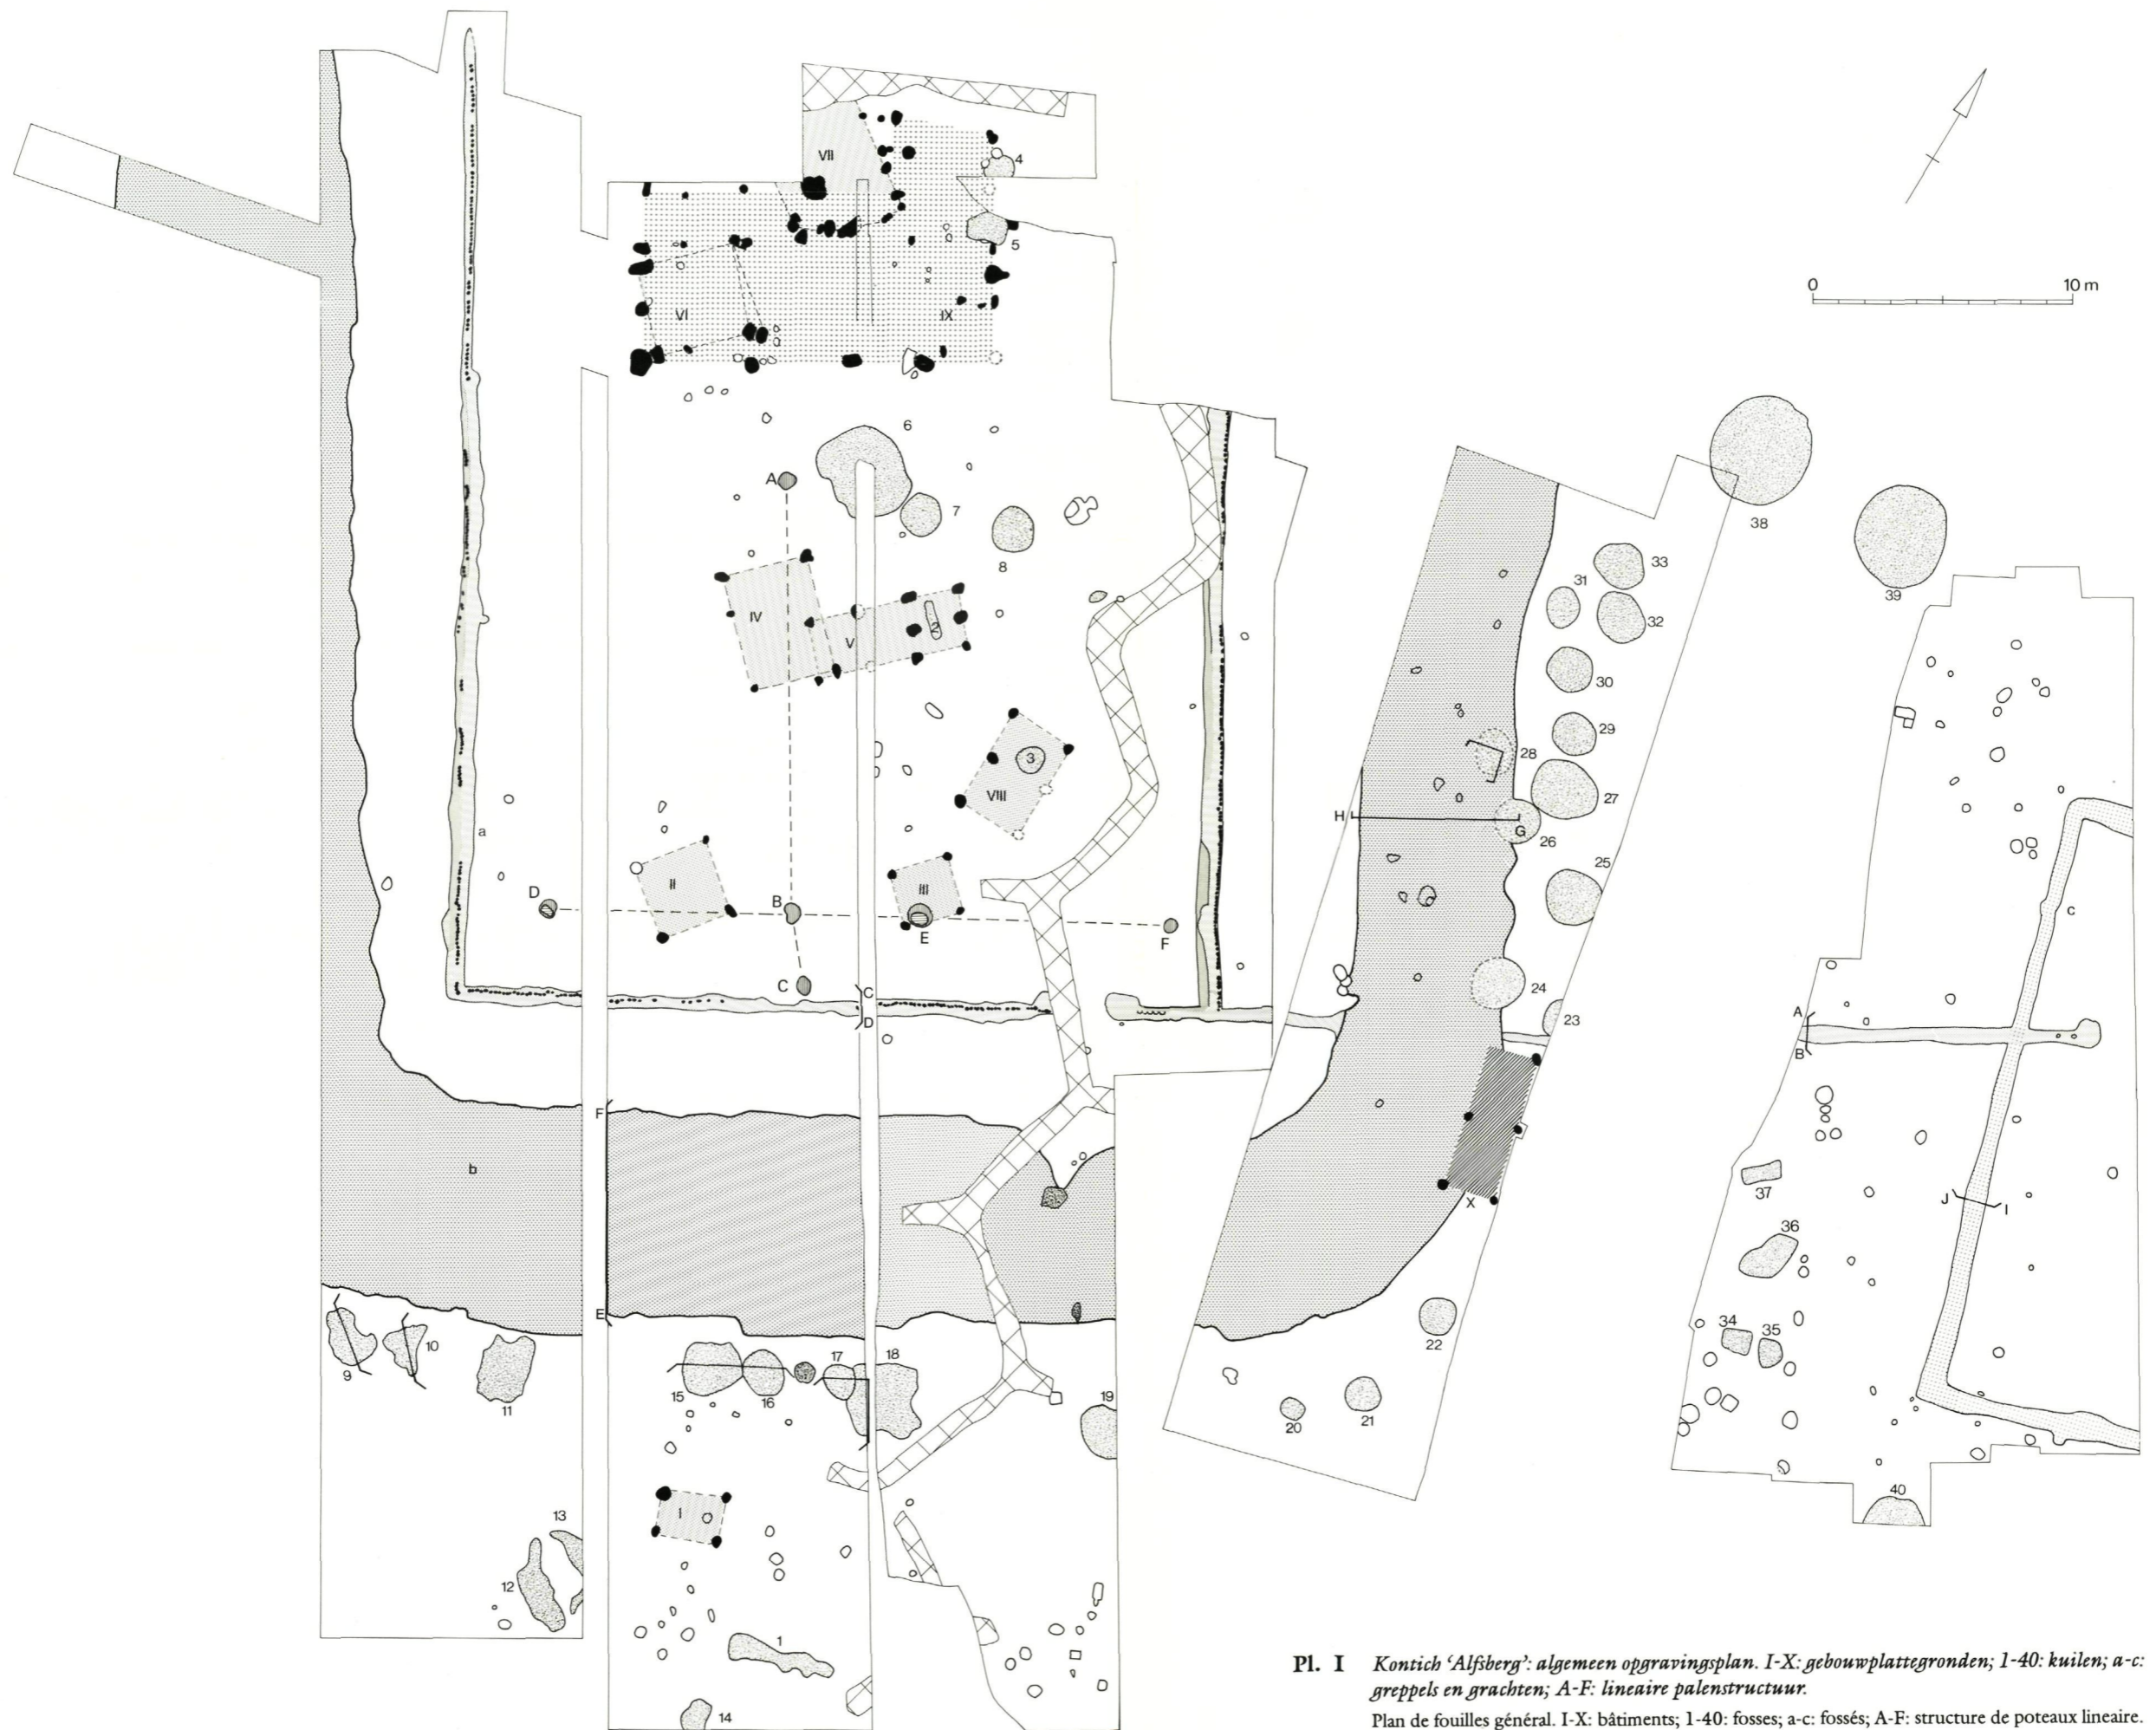 VII
4
5
VI
IX
0 10 m
6
A
7
8
38
39
33
31
32
IV
V
2
30
29
28
3
VIII
27
H
G
26
a
25
II
III
D
B
E
F
c
C
C
D
24
23
A
B
F
b
X
37
J
I
36
E
22
34
35
9
10
11
15
16
17
18
19
20
21
I
40
13
12
1
14
Pl. I Kontich ‘Alfsberg’: algemeen opgravingsplan. I-X: gebouwplattegronden; 1-40: kuilen; a-c:
greppels en grachten; A-F: lineaire palenstructuur.
Plan de fouilles général. I-X: bâtiments; 1-40: fosses; a-c: fossés; A-F: structure de poteaux lineaire.